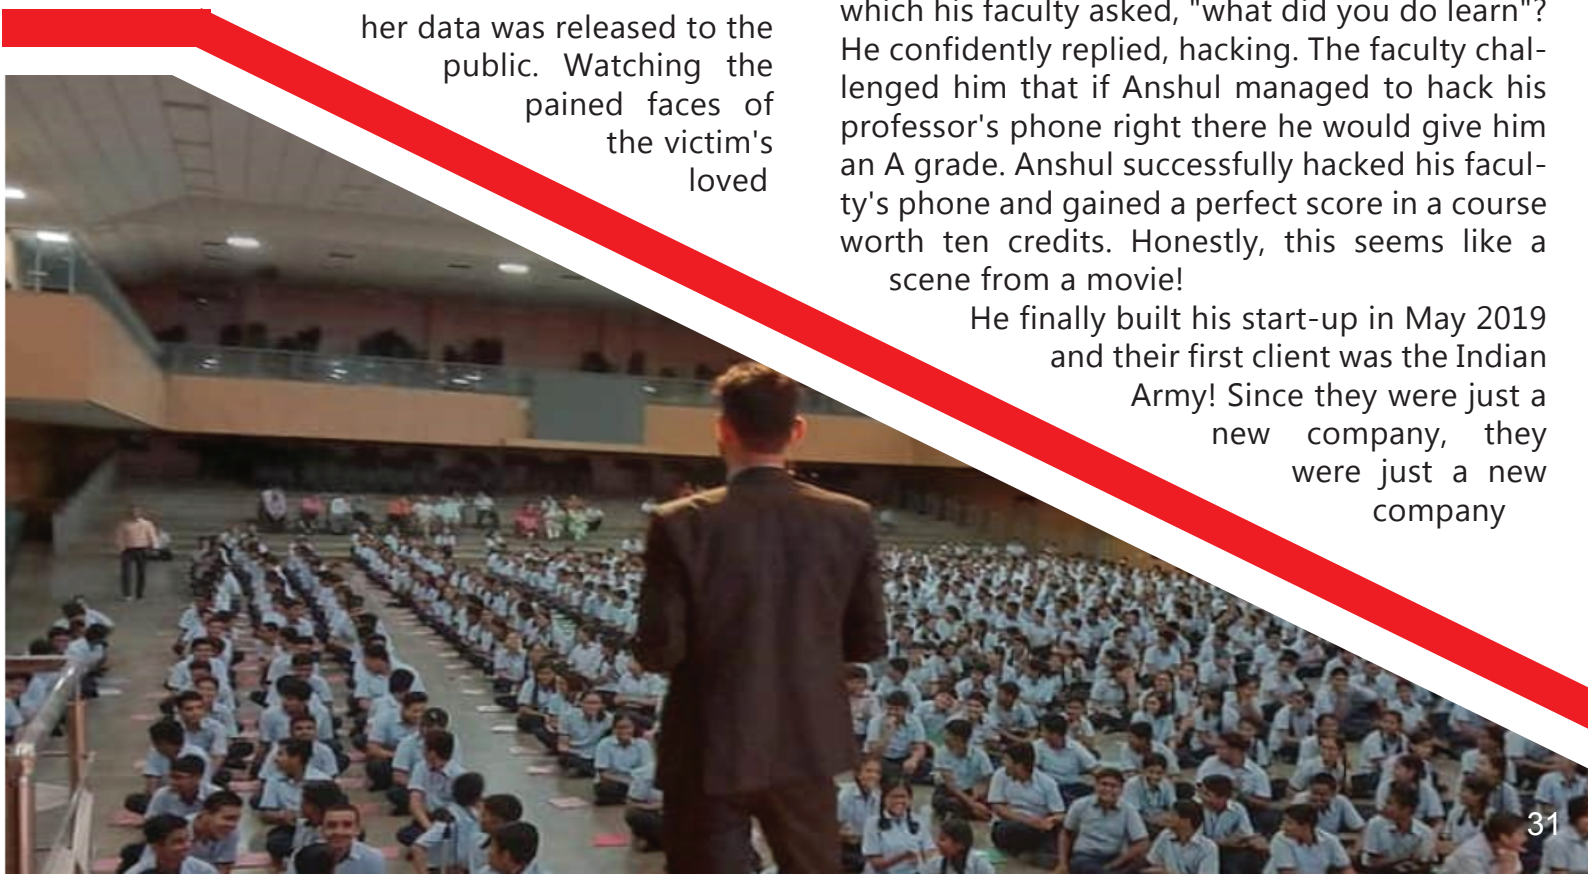 her data was released to the
public. Watching the
pained faces of
the victim's
loved
which his faculty asked, "what did you do learn"?
He confidently replied, hacking. The faculty chal-
lenged him that if Anshul managed to hack his
professor's phone right there he would give him
an A grade. Anshul successfully hacked his facul-
ty's phone and gained a perfect score in a course
worth ten credits. Honestly, this seems like a
scene from a movie!
He finally built his start-up in May 2019
and their first client was the Indian
Army! Since they were just a
new company, they
were just a new
company
31